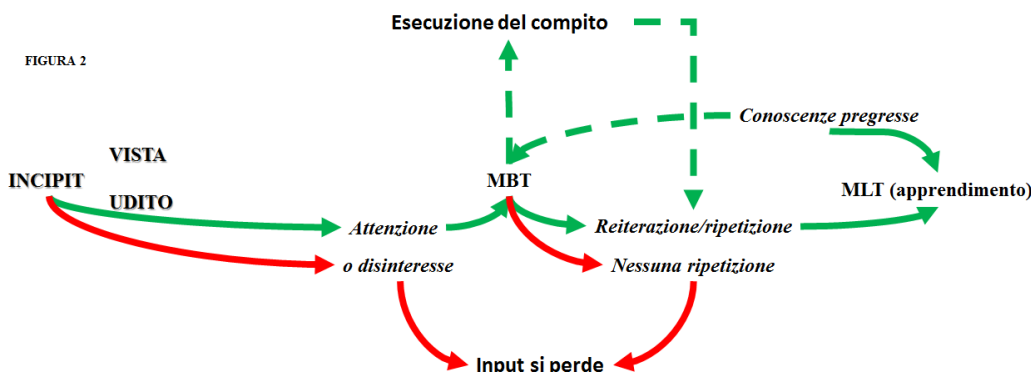 Esecuzione del compito
FIGURA 2
Conoscenze pregresse
VISTA
INCIPIT
MBT
MLT (apprendimento)
UDITO
Attenzione
Reiterazione/ripetizione
o disinteresse
Nessuna ripetizione
Input si perde